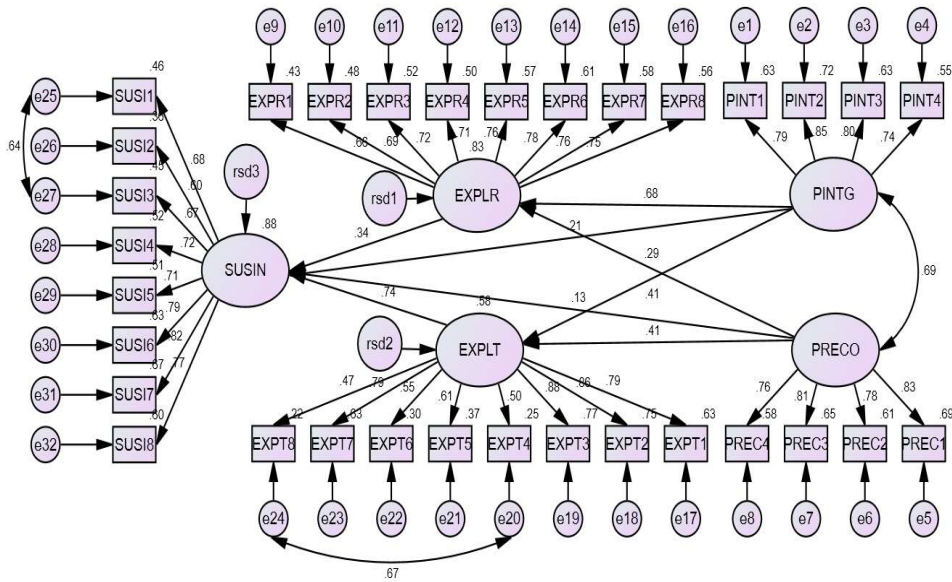 e9 e10 e11 e12 e13 e14 e15 e16 e1 e2 e3 e4
.43 .48 .52 .50 .57 .61 .58 .56 .63 .72 .63 .55
EXPR1 EXPR2 EXPR3 EXPR4 EXPR5 EXPR6 EXPR7 EXPR8 PINT1 PINT2 PINT3 PINT4
.66 .69 .72 .71 .76 .78 .76 .75 .79 .85 .80 .74
.46
e25 SUSI1
e26 SUSI2
.45
.64 e27 SUSI3
.52
e28 SUSI4
.51
e29 SUSI5
.63
e30 SUSI6
.67
e31 SUSI7
.60
e32 SUSI8
.68
.60
.67
.72
.71
.79
.82
.77
rsd3
.88
SUSIN
.83
rsd1 EXPLR PINTG
.34 .68
.21
.29
.69
.74 .58 .13 .41
rsd2 EXPLT .41 PRECO
.47 .79 .55 .61 .50 .88 .86 .79 .76 .81 .78 .83
.22 .63 .30 .37 .25 .77 .75 .63 .58 .65 .61 .69
EXPT8 EXPT7 EXPT6 EXPT5 EXPT4 EXPT3 EXPT2 EXPT1 PREC4 PREC3 PREC2 PREC1
e24 e23 e22 e21 e20 e19 e18 e17 e8 e7 e6 e5
.67